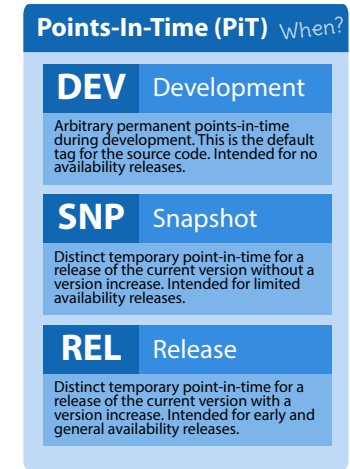 Points-In-Time (PiT) When?
DEV Development
Arbitrary permanent points-in-time
during development. This is the default
tag for the source code. Intended for no
availability releases.
SNP Snapshot
Distinct temporary point-in-time for a
release of the current version without a
version increase. Intended for limited
availability releases.
REL Release
Distinct temporary point-in-time for a
release of the current version with a
version increase. Intended for early and
general availability releases.